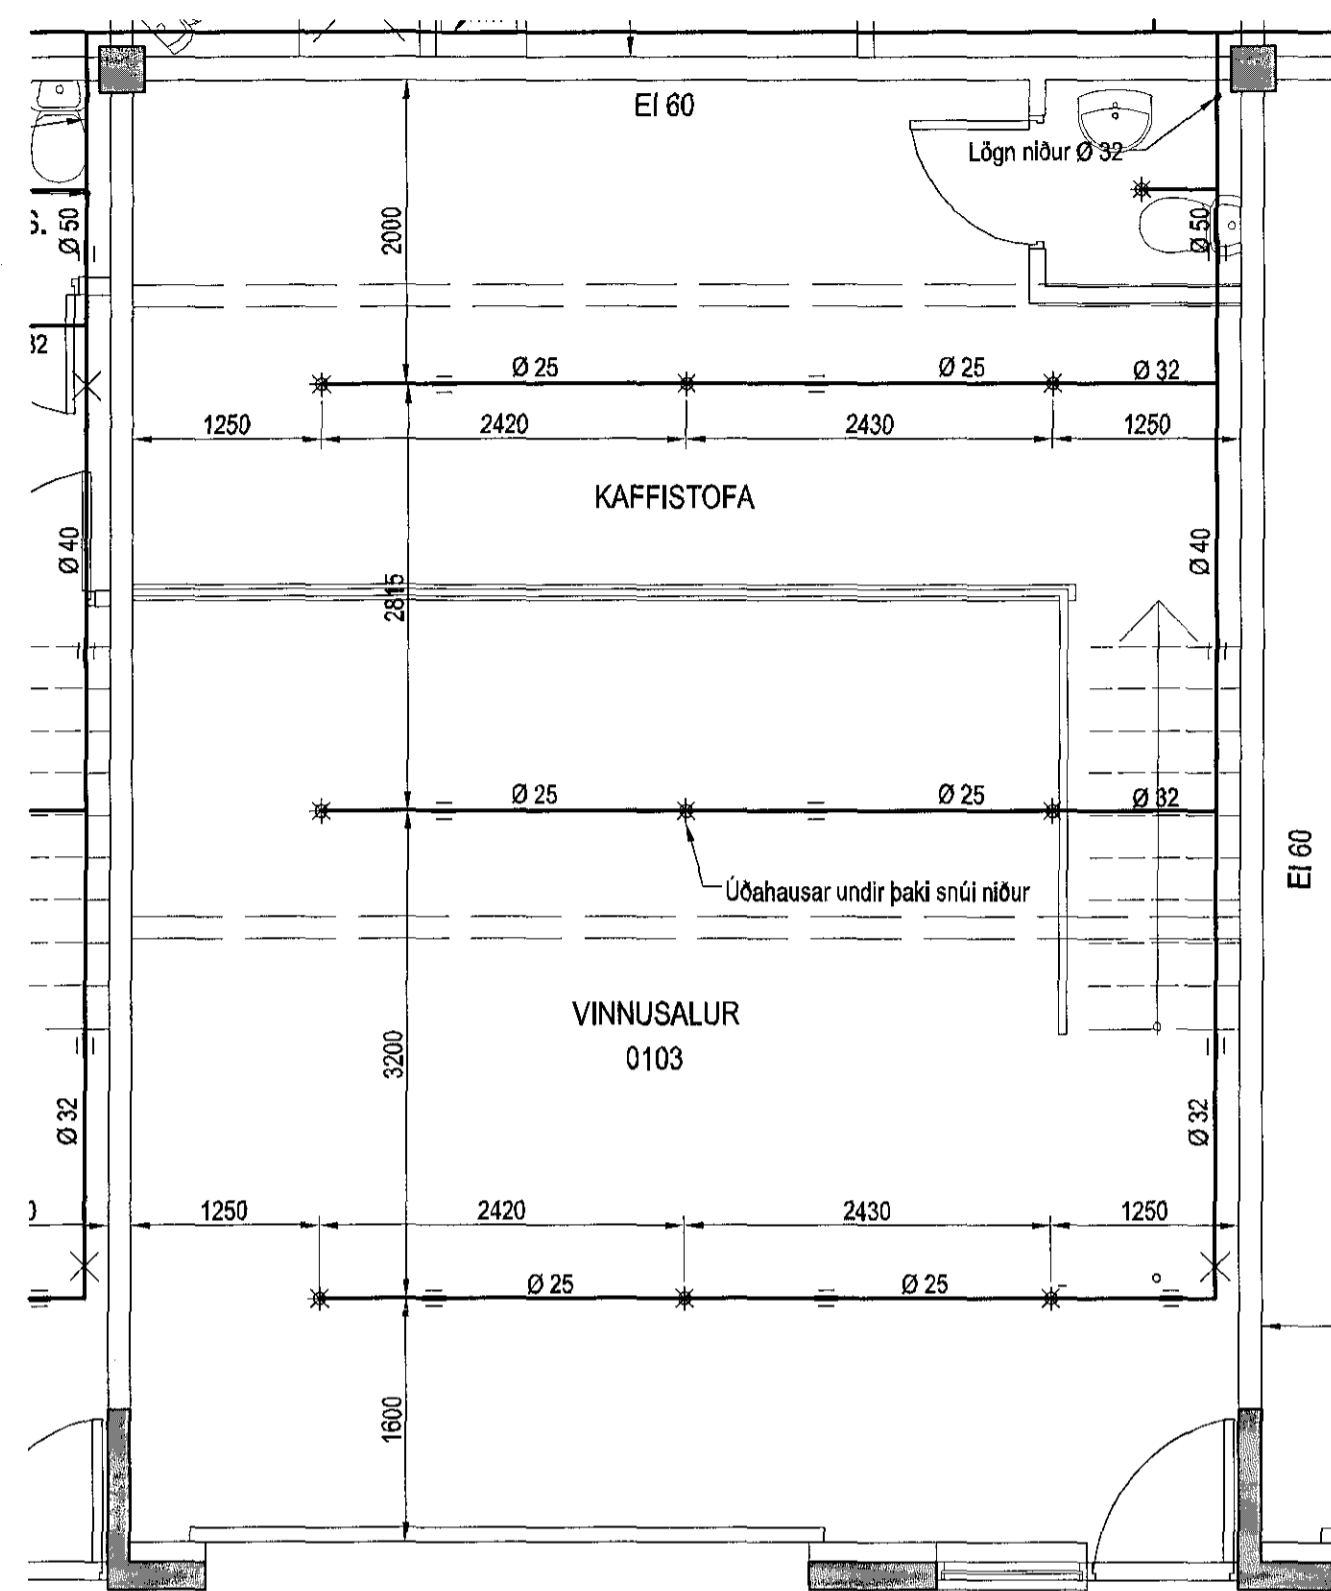 EI 60
Lögn niður Ø 32
S.
Ø 50
2000
Ø 50
32
Ø 25
Ø 25
Ø 32
1250
2420
2430
1250
KAFFISTOFA
Ø 40
2815
Ø 40
Ø 25
Ø 25
Ø 32
Úðahausar undir þaki snúi niður
EI 60
VINNUSALUR
0103
3200
Ø 32
Ø 32
0
1250
2420
2430
1250
Ø 25
Ø 25
1600